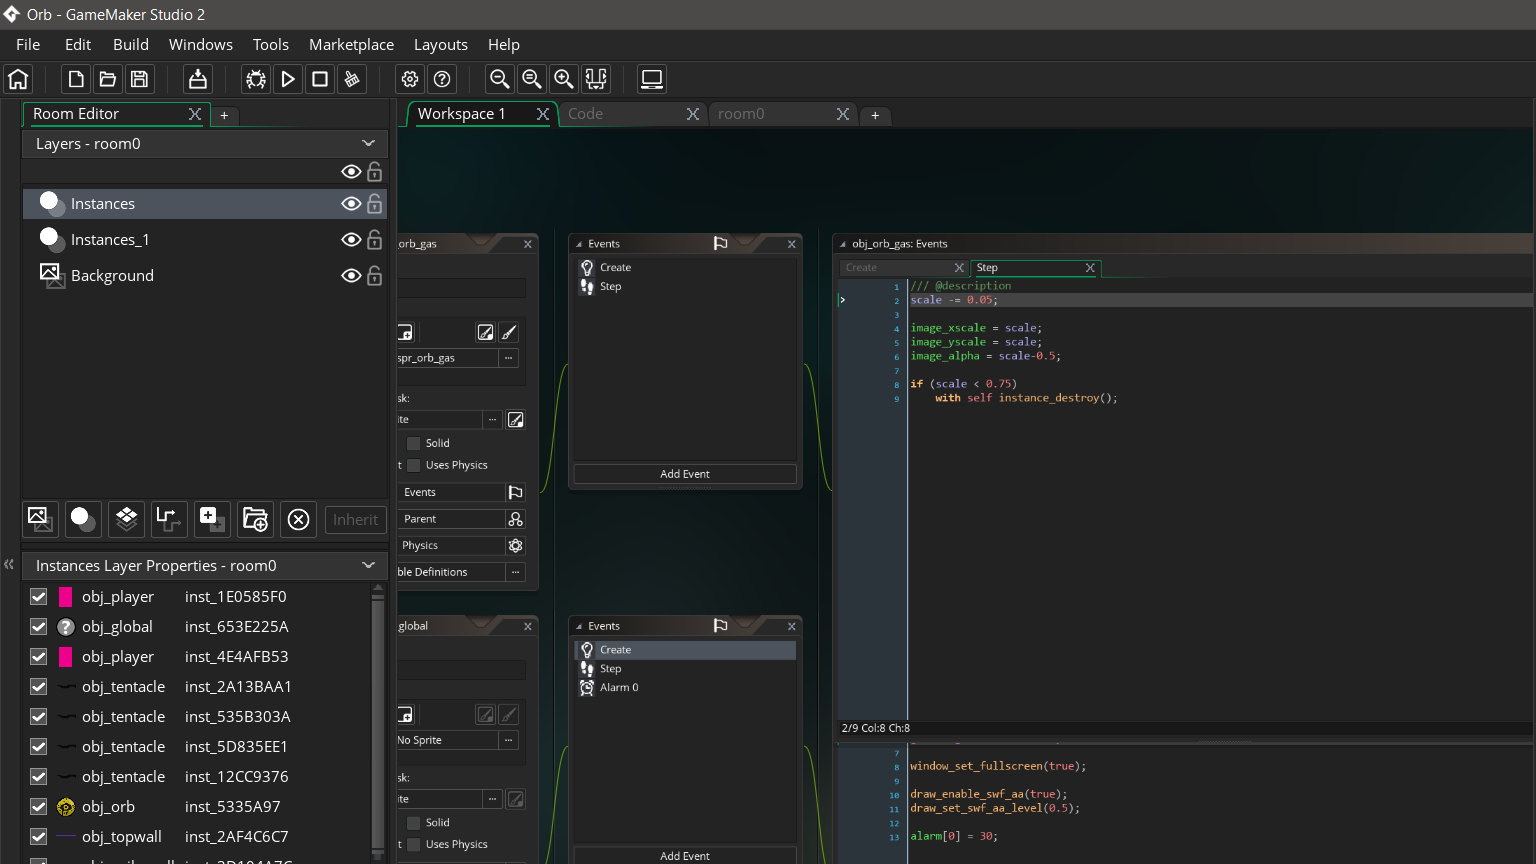 Orb - GameMaker Studio 2
File Edit Build Windows Tools Marketplace Layouts Help
Room Editor
Layers - room0
Instances
Instances_1
Background
Inherit
Instances Layer Properties - room0
obj_player inst_1E0585F0
obj_global inst_653E225A
obj_player inst_4E4AFB53
obj_tentacle inst_2A13BAA1
obj_tentacle inst_535B303A
obj_tentacle inst_5D835EE1
obj_tentacle inst_12CC9376
obj_orb inst_5335A97
obj_topwall inst_2AF4C6C7
Workspace 1 Code room0
_orb_gas
spr_orb_gas
sk:
ite
Solid
t Uses Physics
Events
Parent
Physics
ble Definitions
Events
Create
Step
Add Event
obj_orb_gas: Events
Create Step
1 /// @description
2 scale -= 0.05;
3
4 image_xscale = scale;
5 image_yscale = scale;
6 image_alpha = scale-0.5;
7
8 if (scale < 0.75)
9 with self instance_destroy();
2/9 Col:8 Ch:8
global
No Sprite
sk:
ite
Solid
t Uses Physics
Events
Create
Step
Alarm 0
Add Event
7
8 window_set_fullscreen(true);
9
10 draw_enable_swf_aa(true);
11 draw_set_swf_aa_level(0.5);
12
13 alarm[0] = 30;